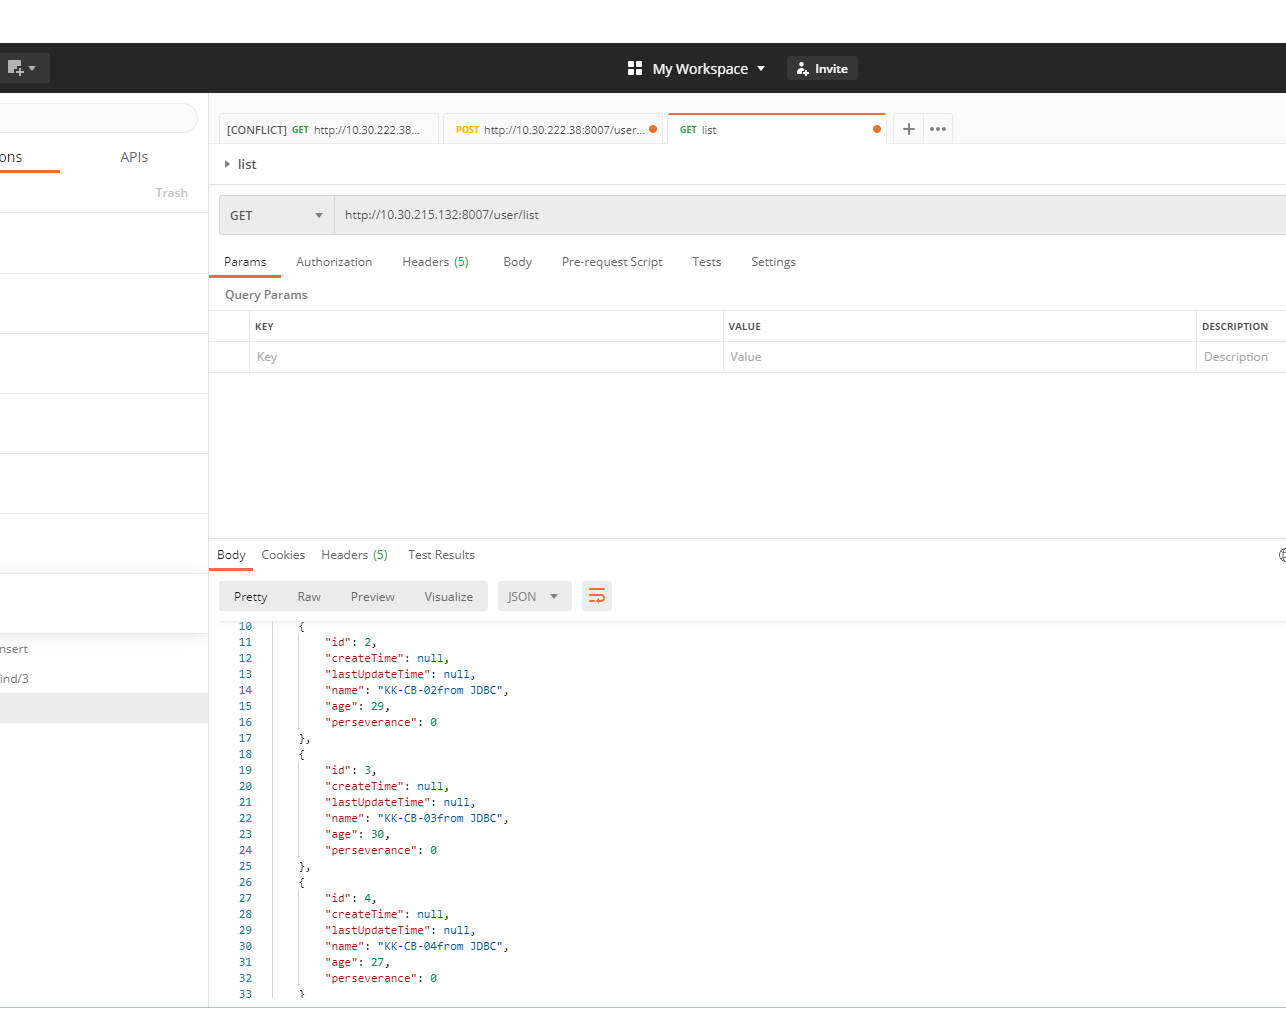 My Workspace
Invite
ons
APIs
Trash
nsert
ind/3
[CONFLICT] GET http://10.30.222.38...
POST http://10.30.222.38:8007/user...
GET list
list
GET
http://10.30.215.132:8007/user/list
Params Authorization Headers (5) Body Pre-request Script Tests Settings
Query Params
KEY VALUE DESCRIPTION
Key Value Description
Body Cookies Headers (5) Test Results
Pretty Raw Preview Visualize JSON
10 {
11 "id": 2,
12 "createTime": null,
13 "lastUpdateTime": null,
14 "name": "KK-CB-02from JDBC",
15 "age": 29,
16 "perseverance": 0
17 },
18 {
19 "id": 3,
20 "createTime": null,
21 "lastUpdateTime": null,
22 "name": "KK-CB-03from JDBC",
23 "age": 30,
24 "perseverance": 0
25 },
26 {
27 "id": 4,
28 "createTime": null,
29 "lastUpdateTime": null,
30 "name": "KK-CB-04from JDBC",
31 "age": 27,
32 "perseverance": 0
33 }